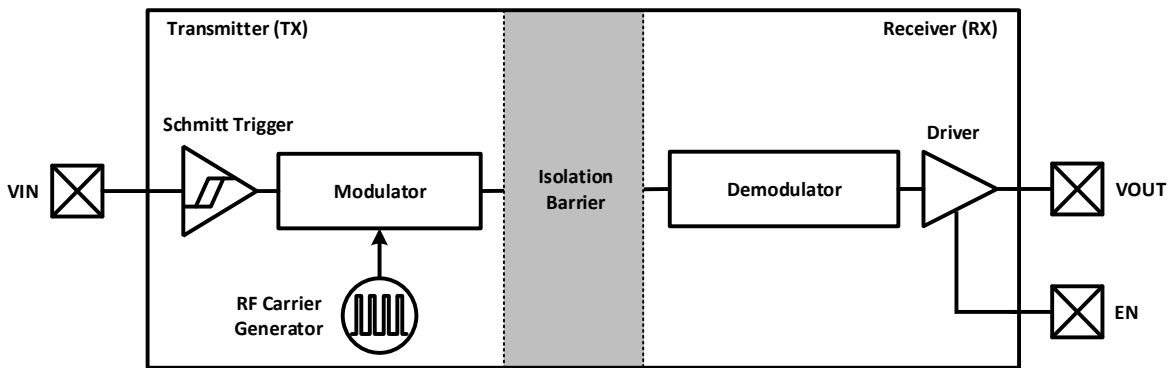 Transmitter (TX)
Receiver (RX)
Schmitt Trigger
Driver
VIN
Modulator
Isolation
Barrier
Demodulator
VOUT
RF Carrier
Generator
EN